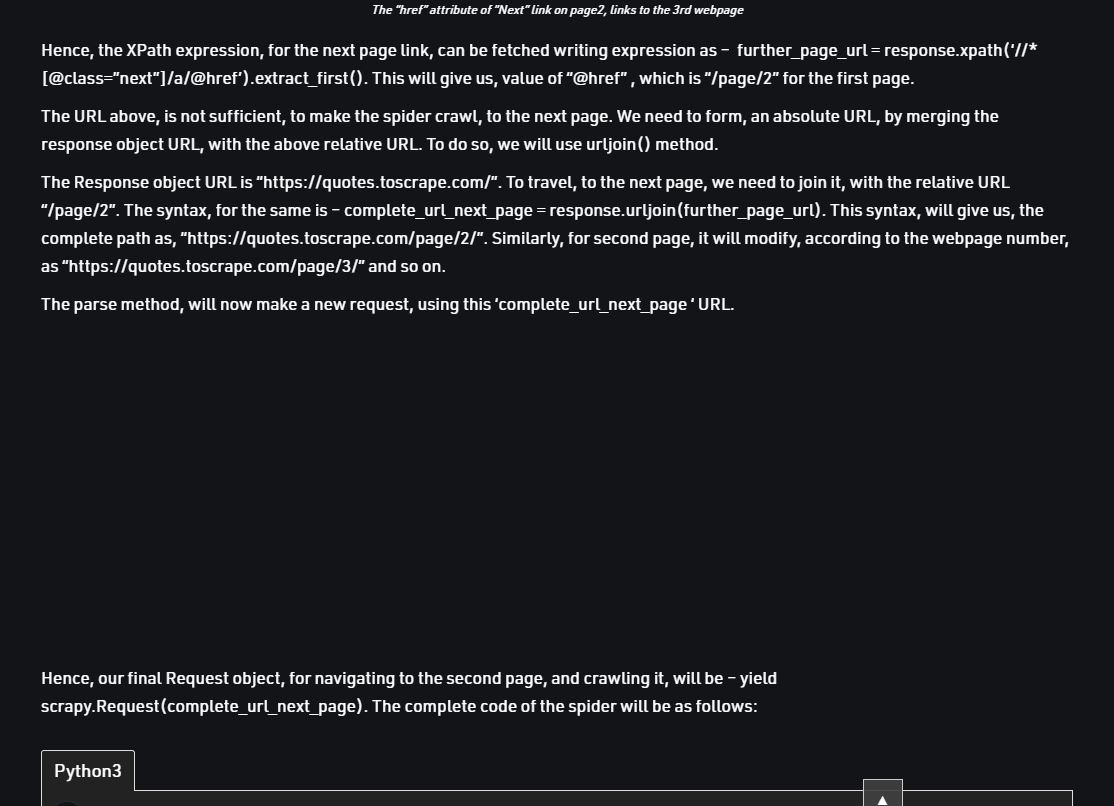 The “href” attribute of “Next” link on page2, links to the 3rd webpage
Hence, the XPath expression, for the next page link, can be fetched writing expression as –  further_page_url = response.xpath(‘//*
[@class=”next”]/a/@href’).extract_first(). This will give us, value of “@href” , which is “/page/2” for the first page.
The URL above, is not sufficient, to make the spider crawl, to the next page. We need to form, an absolute URL, by merging the
response object URL, with the above relative URL. To do so, we will use urljoin() method.
The Response object URL is “https://quotes.toscrape.com/”. To travel, to the next page, we need to join it, with the relative URL
“/page/2”. The syntax, for the same is – complete_url_next_page = response.urljoin(further_page_url). This syntax, will give us, the
complete path as, “https://quotes.toscrape.com/page/2/”. Similarly, for second page, it will modify, according to the webpage number,
as “https://quotes.toscrape.com/page/3/” and so on.
The parse method, will now make a new request, using this ‘complete_url_next_page ‘ URL.
Hence, our final Request object, for navigating to the second page, and crawling it, will be – yield
scrapy.Request(complete_url_next_page). The complete code of the spider will be as follows:
Python3